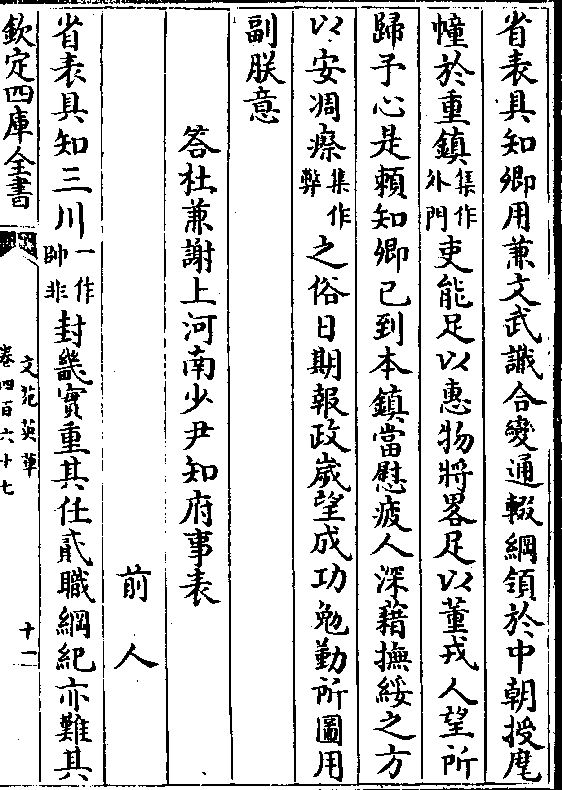 省表具知卿用兼文武識合變通輟綱領於中朝授麾
幢於重鎮集作外門吏能足以惠物將畧足以董戎人望所
歸予心是賴知卿已到本鎮當慰疲人深藉撫綏之方
以安凋瘵集作弊之俗日期報政嵗望成功勉勤所圖用
副朕意
答杜兼謝上河南少尹知府事表
前人
省表具知三川一作帥非封畿實重其任貳職綱紀亦難其
欽定四庫全書
文苑英華
卷四百六十七
十一